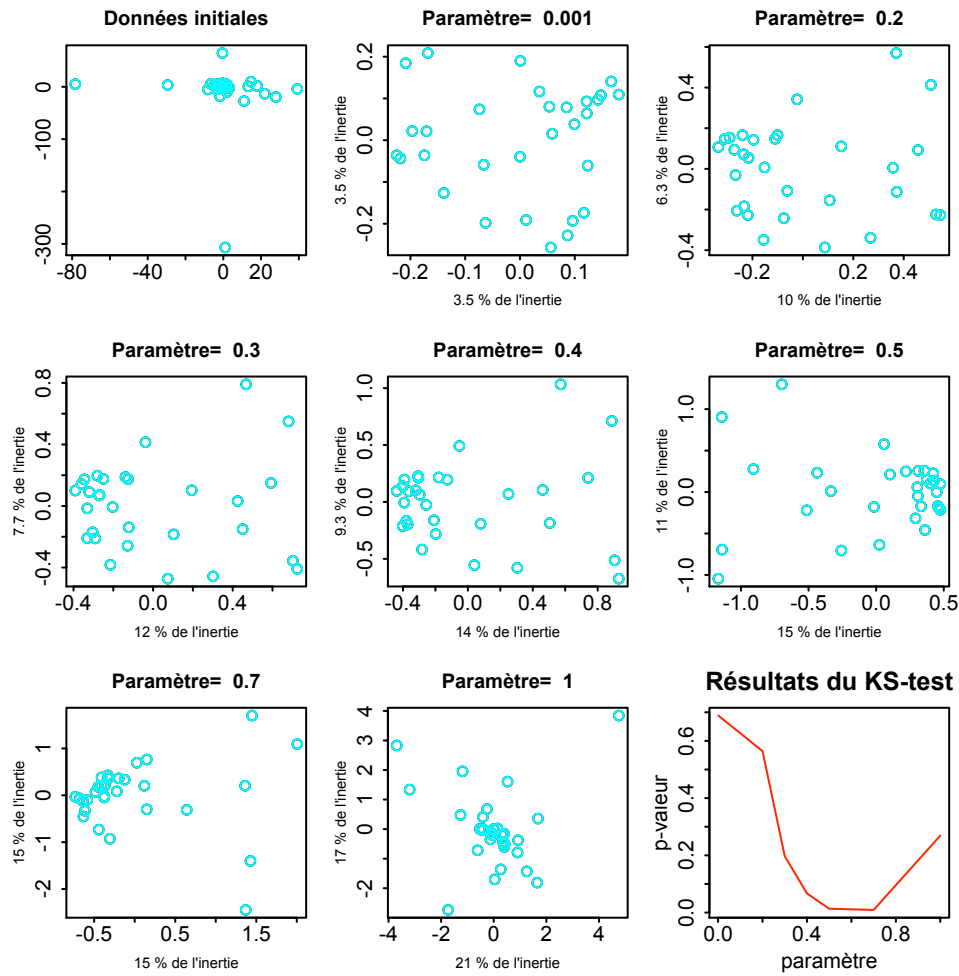 Données initiales
0
-100
-300
-80
-40
0
20
Paramètre= 0.001
3.5 % de l'inertie
0.2
0.0
-0.2
-0.2
-0.1
0.0
0.1
3.5 % de l'inertie
Paramètre= 0.2
6.3 % de l'inertie
0.4
0.0
-0.4
-0.2
0.2
0.4
10 % de l'inertie
Paramètre= 0.3
7.7 % de l'inertie
0.8
0.4
0.0
-0.4
-0.4
0.0
0.4
12 % de l'inertie
Paramètre= 0.4
9.3 % de l'inertie
1.0
0.5
0.0
-0.5
-0.4
0.0
0.4
0.8
14 % de l'inertie
Paramètre= 0.5
11 % de l'inertie
1.0
0.0
-1.0
-1.0
-0.5
0.0
0.5
15 % de l'inertie
Paramètre= 0.7
15 % de l'inertie
1
0
-1
-2
-0.5
0.5
1.5
15 % de l'inertie
Paramètre= 1
17 % de l'inertie
4
3
2
1
0
-2
-4
-2
0
2
4
21 % de l'inertie
Résultats du KS-test
p-valeur
0.6
0.4
0.2
0.0
0.0
0.4
0.8
paramètre